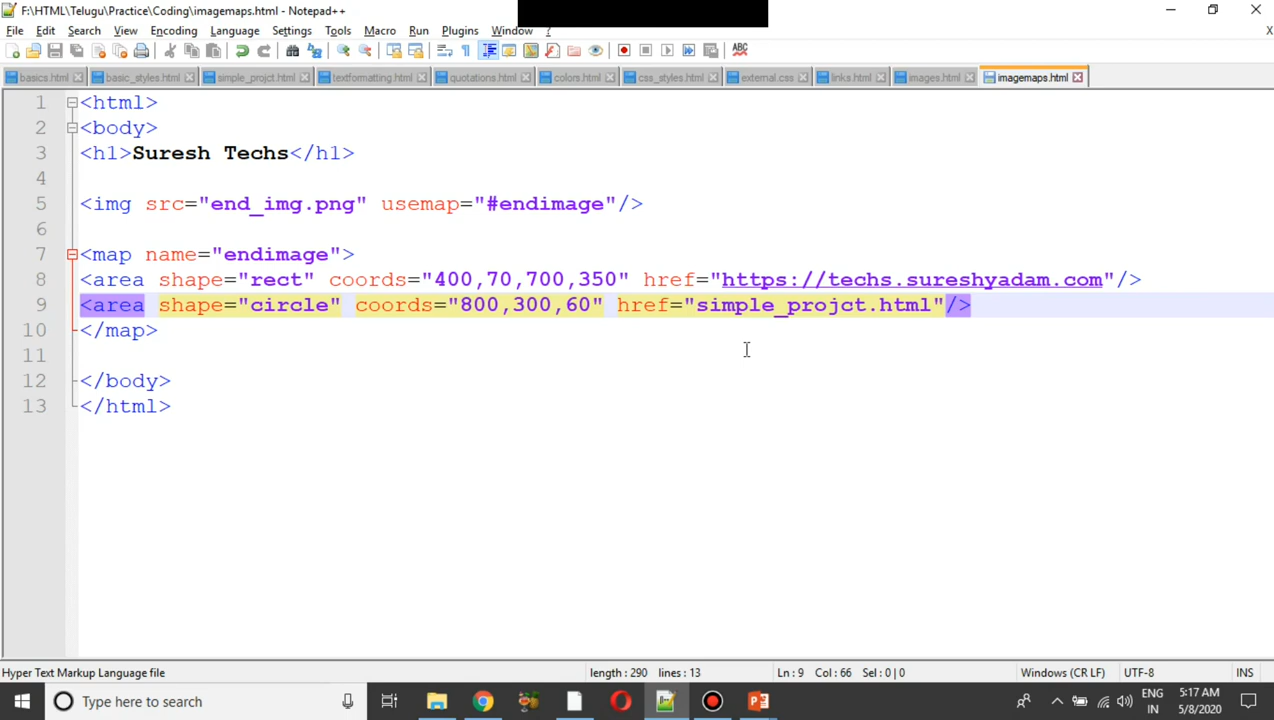 F:\HTML\Telugu\Practice\Coding\imagemaps.html - Notepad++
File Edit Search View Encoding Language Settings Tools Macro Run Plugins Window ?
X
basics.html basic_styles.html simple_projct.html textformatting.html quotations.html colors.html css_styles.html external.css links.html images.html imagemaps.html
1 <html>
2 <body>
3 <h1>Suresh Techs</h1>
4
5 <img src="end_img.png" usemap="#endimage"/>
6
7 <map name="endimage">
8 <area shape="rect" coords="400,70,700,350" href="https://techs.sureshyadam.com"/>
9 <area shape="circle" coords="800,300,60" href="simple_projct.html"/>
10 </map>
11
12 </body>
13 </html>
Hyper Text Markup Language file length : 290 lines : 13 Ln : 9 Col : 66 Sel : 0 | 0 Windows (CR LF) UTF-8 INS
Type here to search
ENG 5:17 AM
IN 5/8/2020